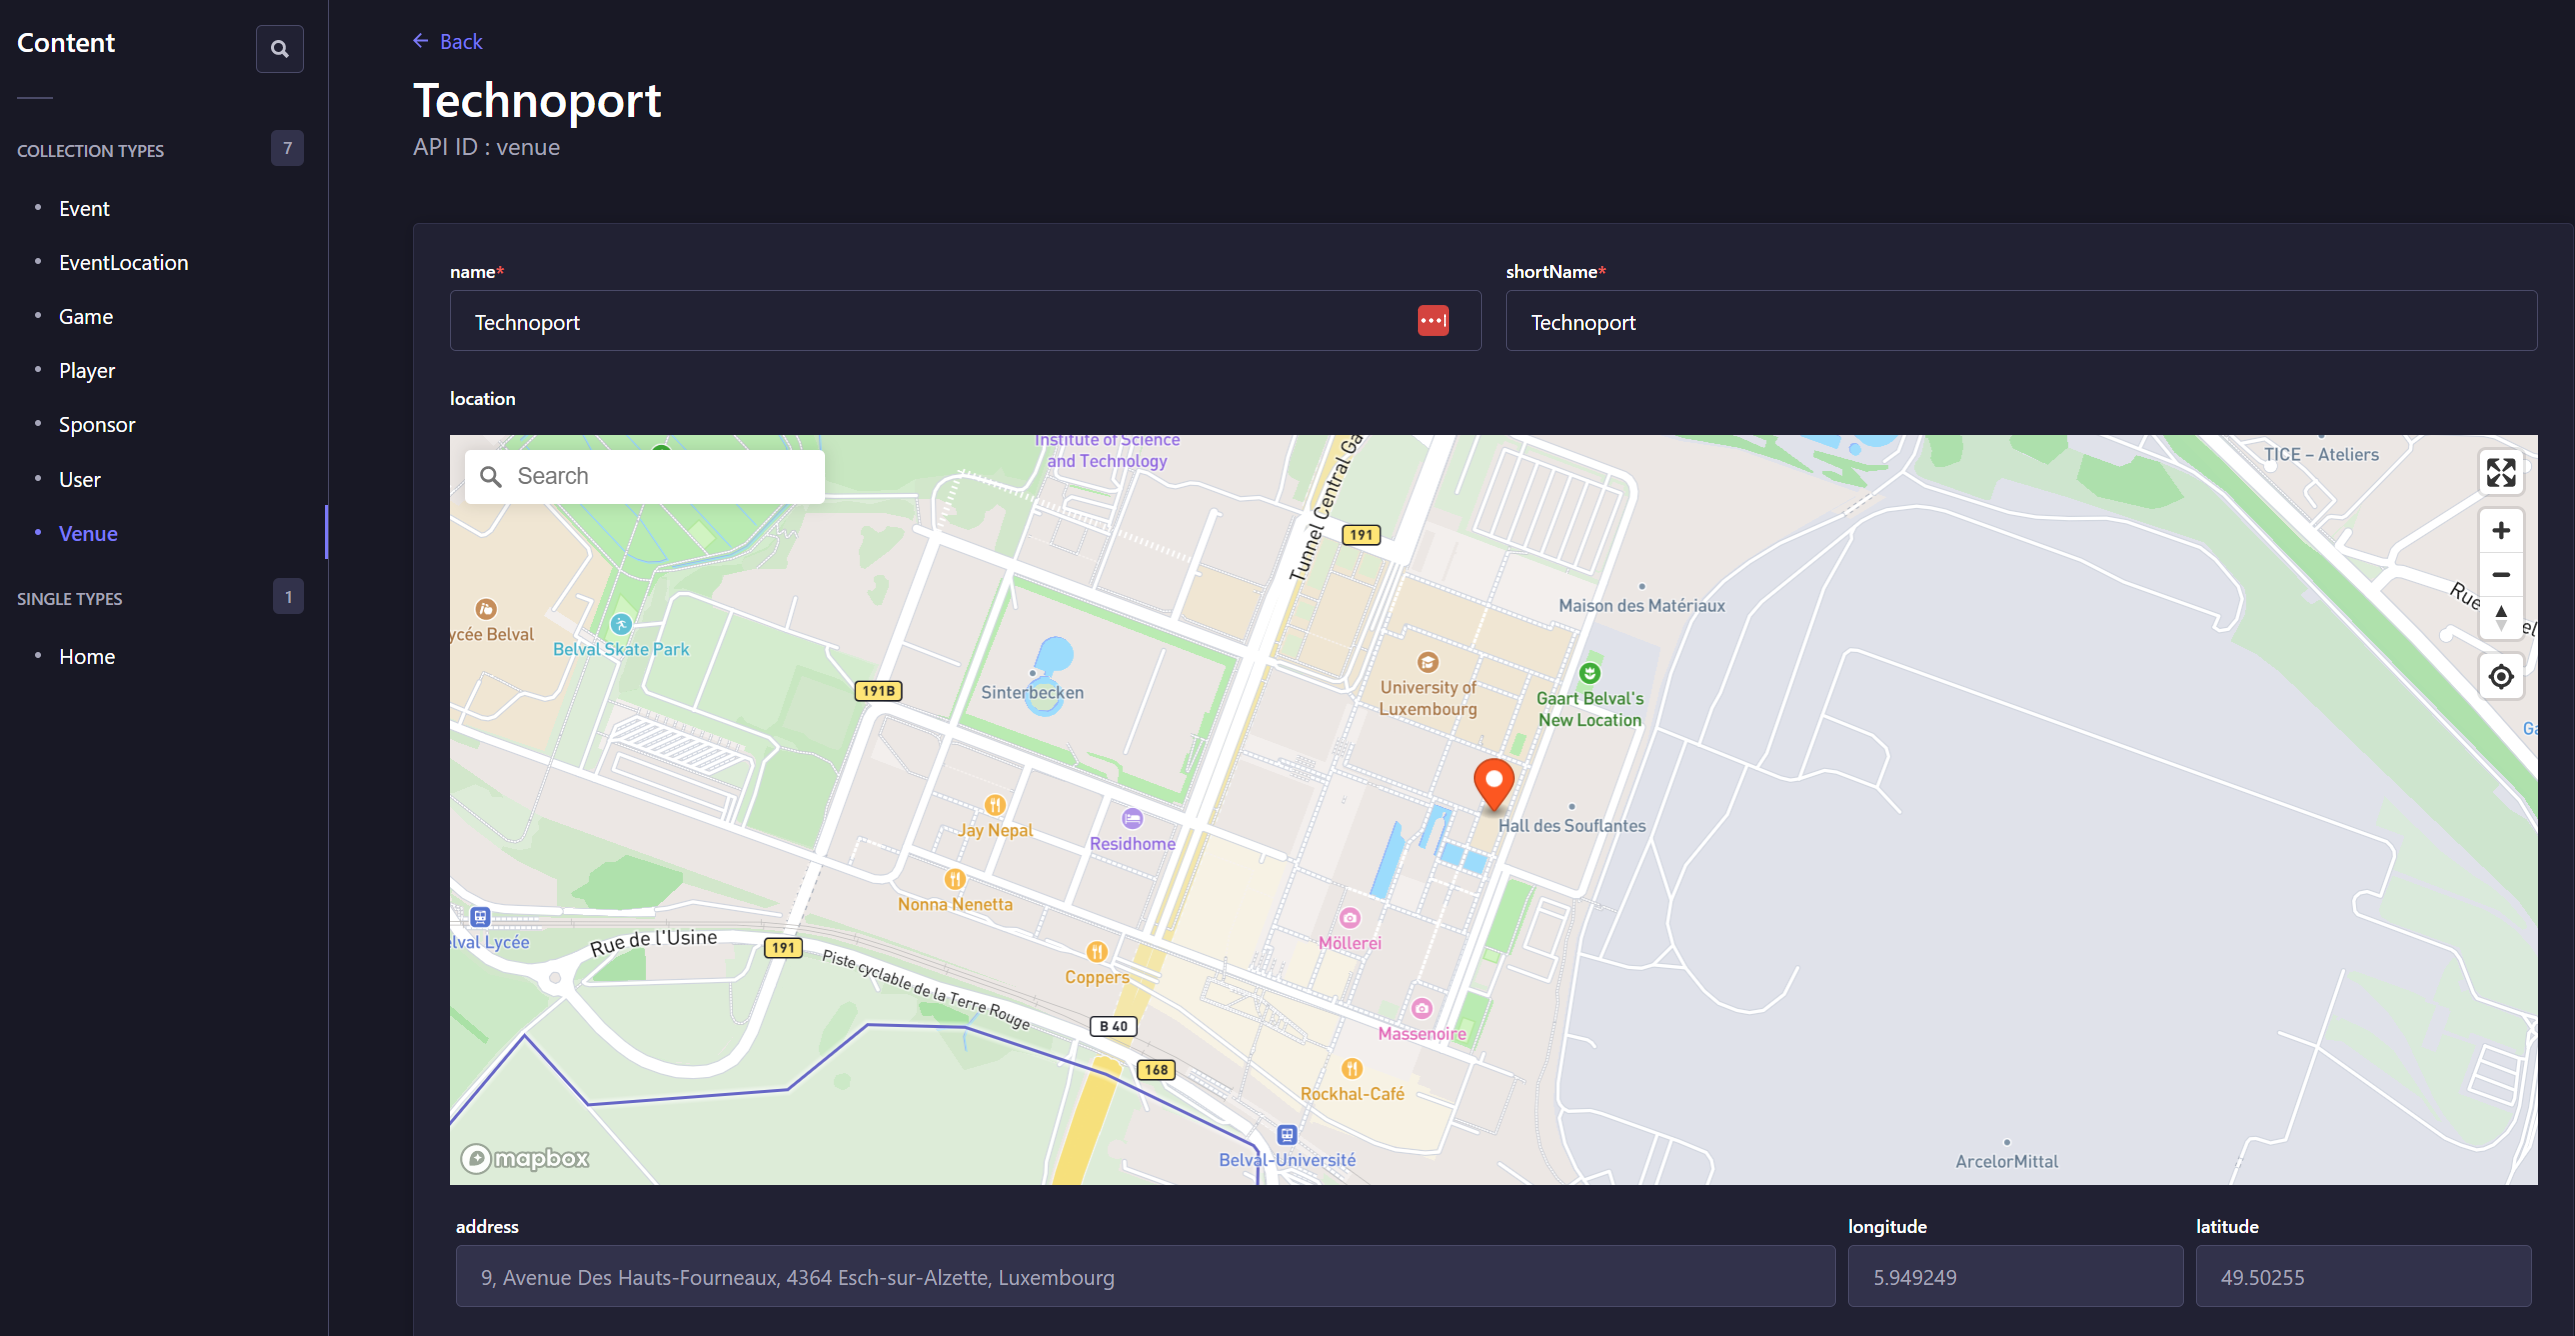 Content
COLLECTION TYPES
7
Event
EventLocation
Game
Player
Sponsor
User
Venue
SINGLE TYPES
1
Home
Back
Technoport
API ID : venue
name*
Technoport
shortName*
Technoport
location
Search
Institute of Science
and Technology
Tunnel Central Ga
191
TICE – Ateliers
Maison des Matériaux
Rue
el
ycée Belval
Belval Skate Park
191B
Sinterbecken
University of
Luxembourg
Gaart Belval's
New Location
Ga
Jay Nepal
Residhome
Hall des Souflantes
Nonna Nenetta
elval Lycée
Rue de l'Usine
191
Piste cyclable de la Terre Rouge
Coppers
Möllerei
B 40
Massenoire
168
Rockhal-Café
Belval-Université
ArcelorMittal
mapbox
address
9, Avenue Des Hauts-Fourneaux, 4364 Esch-sur-Alzette, Luxembourg
longitude
5.949249
latitude
49.50255